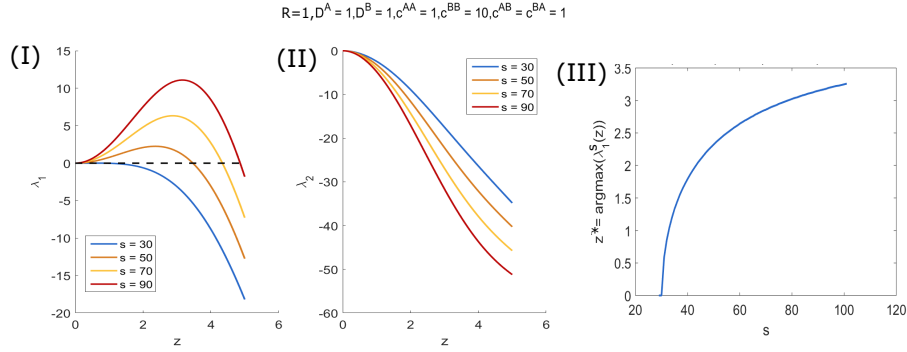 R=1,D^A = 1,D^B = 1,c^AA = 1,c^BB = 10,c^AB = c^BA = 1
(I)
15
10
5
0
-5
-10
-15
-20
0
2
4
6
λ_1
z
s = 30
s = 50
s = 70
s = 90
(II)
0
-10
-20
-30
-40
-50
-60
0
2
4
6
λ_2
z
s = 30
s = 50
s = 70
s = 90
(III)
3.5
3
2.5
2
1.5
1
0.5
0
20
40
60
80
100
120
z*= argmax(λ_1^S(z))
s